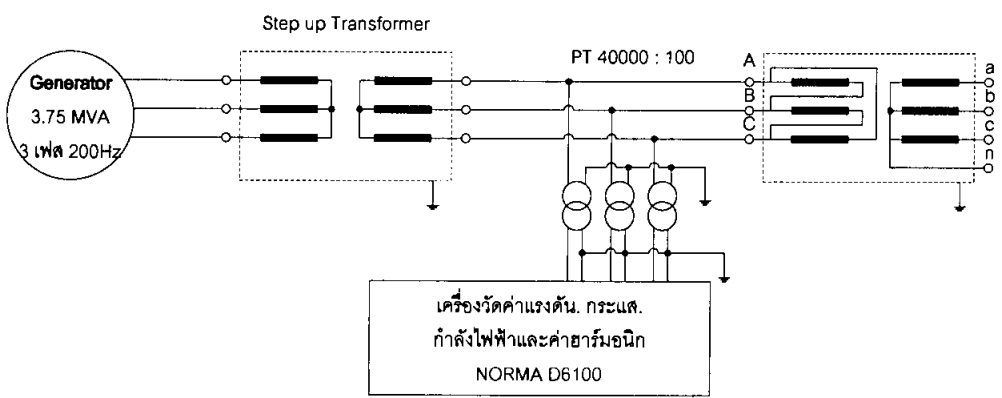 Step up Transformer
Generator
3.75 MVA
3 เฟส 200Hz
PT 40000 : 100
A
B
C
a
b
c
n
เครื่องวัดค่าแรงดัน. กระแส.
กำลังไฟฟ้าและค่าฮาร์มอนิก
NORMA D6100